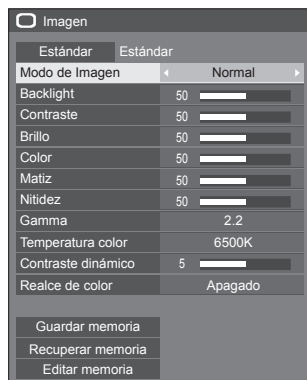 Imagen
Estándar Estándar
Modo de Imagen Normal
Backlight 50
Contraste 50
Brillo 50
Color 50
Matiz 50
Nitidez 50
Gamma 2.2
Temperatura color 6500K
Contraste dinámico 5
Realce de color Apagado
Guardar memoria
Recuperar memoria
Editar memoria